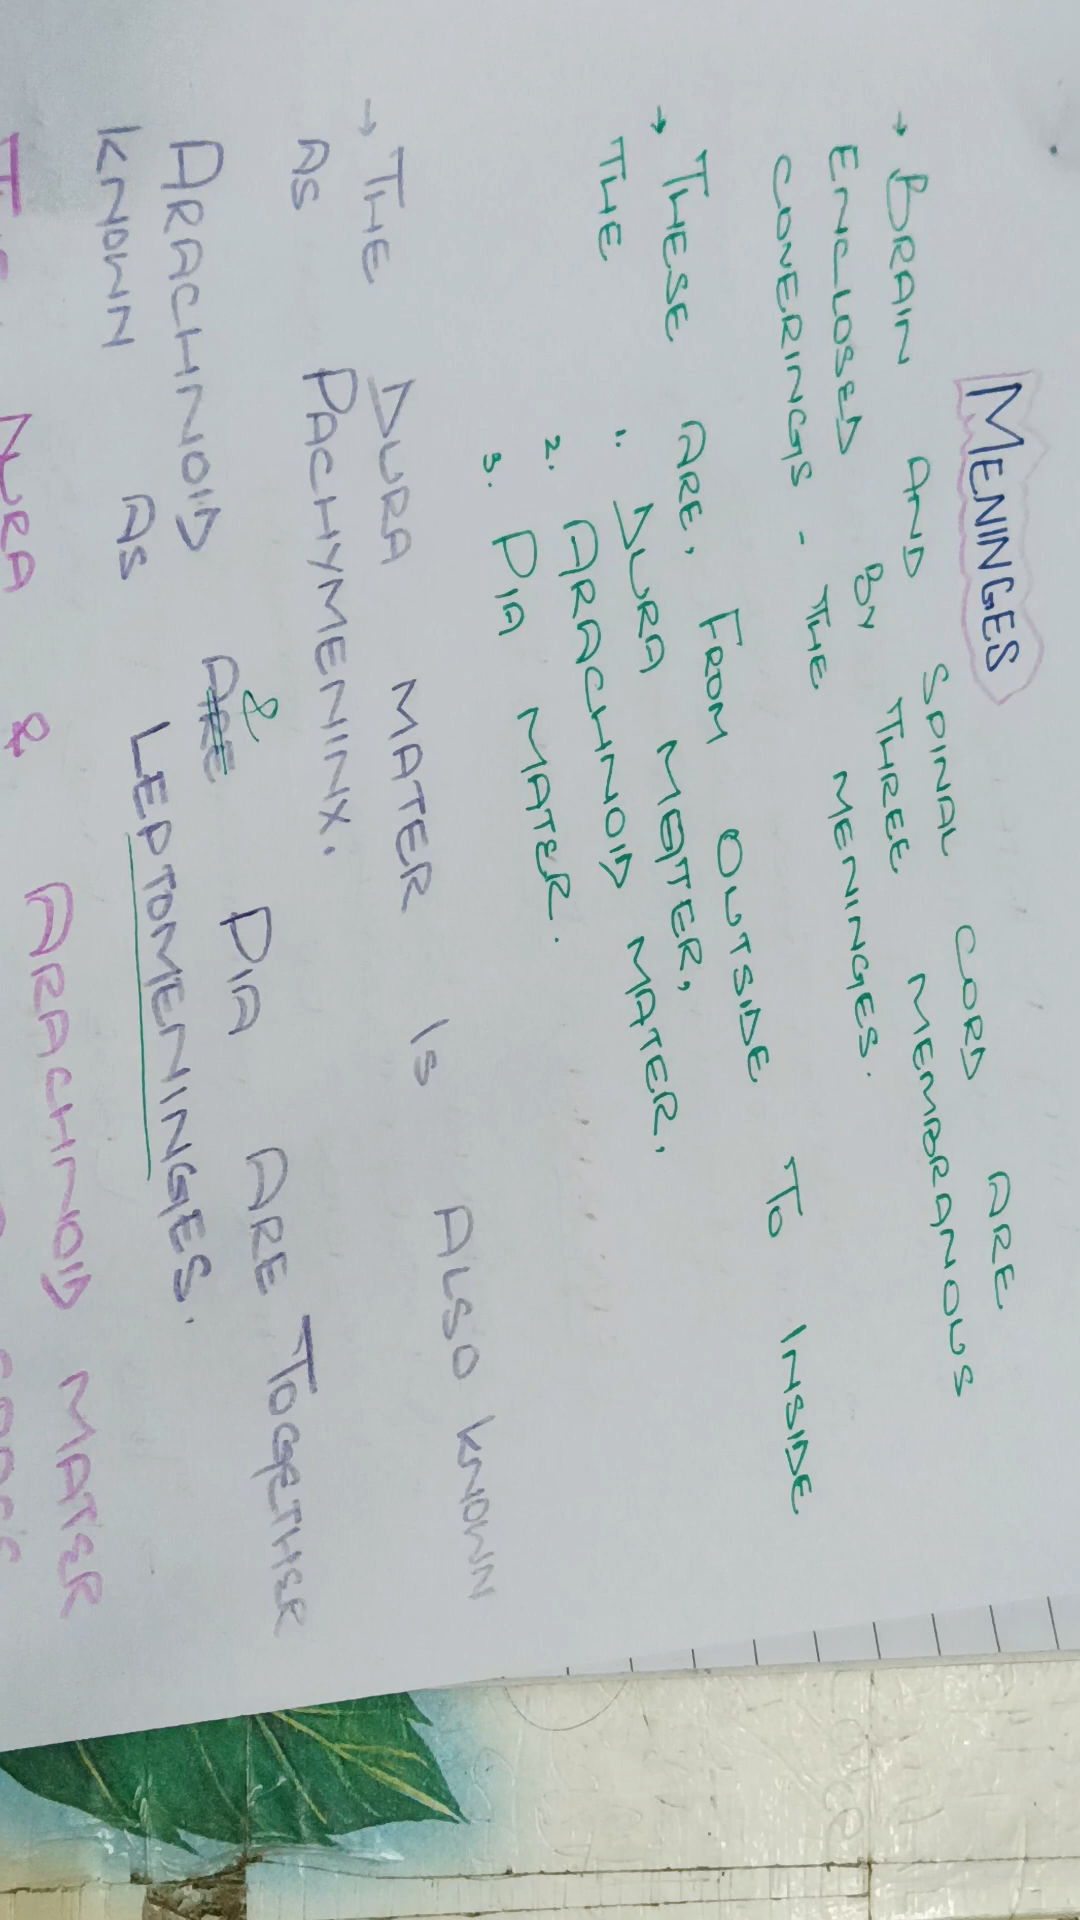 MENINGES
→ BRAIN AND SPINAL CORD ARE
ENCLOSED BY THREE MEMBRANOUS
CONERINGS - THE MENINGES.
→ THESE ARE, FROM OUTSIDE TO INSIDE
THE 1. DURA MATER,
2. ARACHNOID MATER,
3. PIA MATER.
→ THE DURA MATER IS ALSO KNOWN
AS PACHYMENINX.
ARACHNOID & PIA ARE TOGETHER
KNOWN AS LEPTOMENINGES.
DURA & ARACHNOID MATER